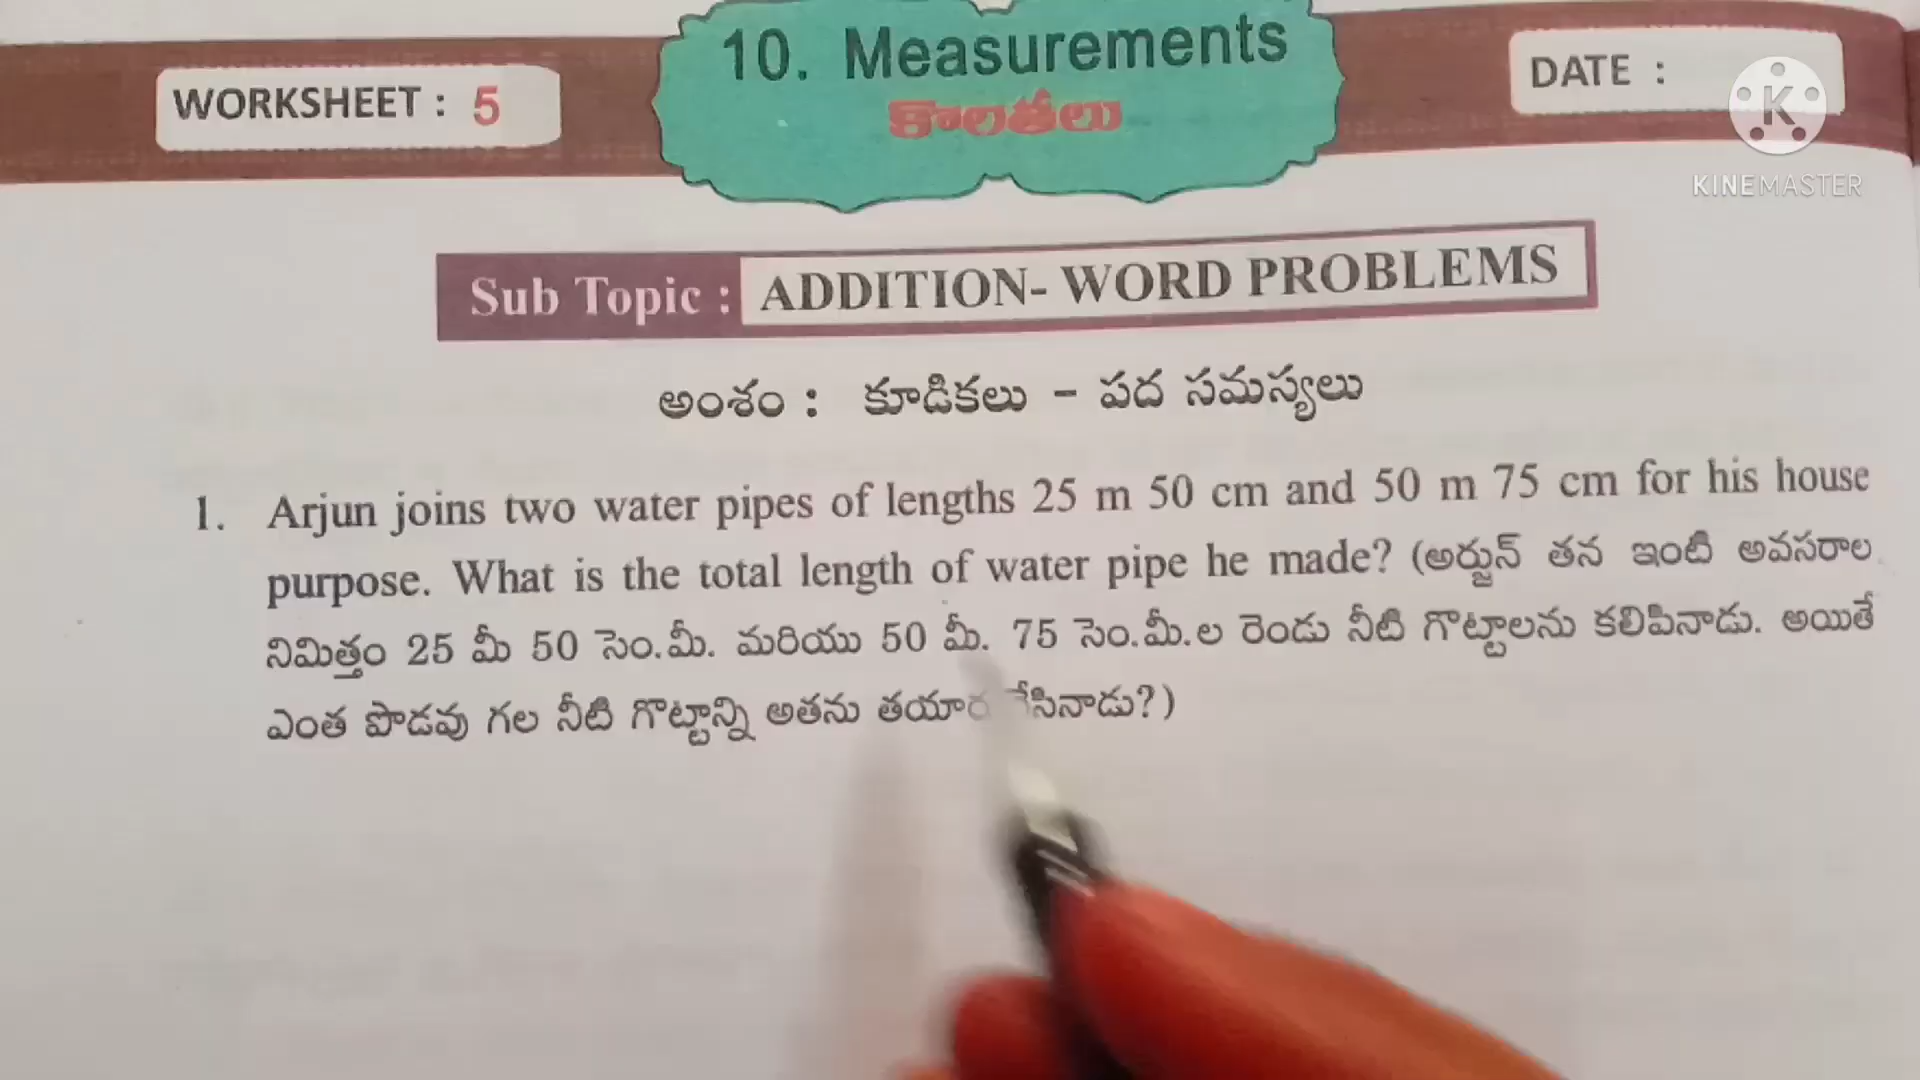 10. Measurements
WORKSHEET : 5
కొలతలు
DATE :
KINEMASTER
Sub Topic : ADDITION- WORD PROBLEMS
అంశం : కూడికలు - పద సమస్యలు
1. Arjun joins two water pipes of lengths 25 m 50 cm and 50 m 75 cm for his house
purpose. What is the total length of water pipe he made? (అర్జున్ తన ఇంటి అవసరాల
నిమిత్తం 25 మీ 50 సెం.మీ. మరియు 50 మీ. 75 సెం.మీ.ల రెండు నీటి గొట్టాలను కలిపినాడు. అయితే
ఎంత పొడవు గల నీటి గొట్టాన్ని అతను